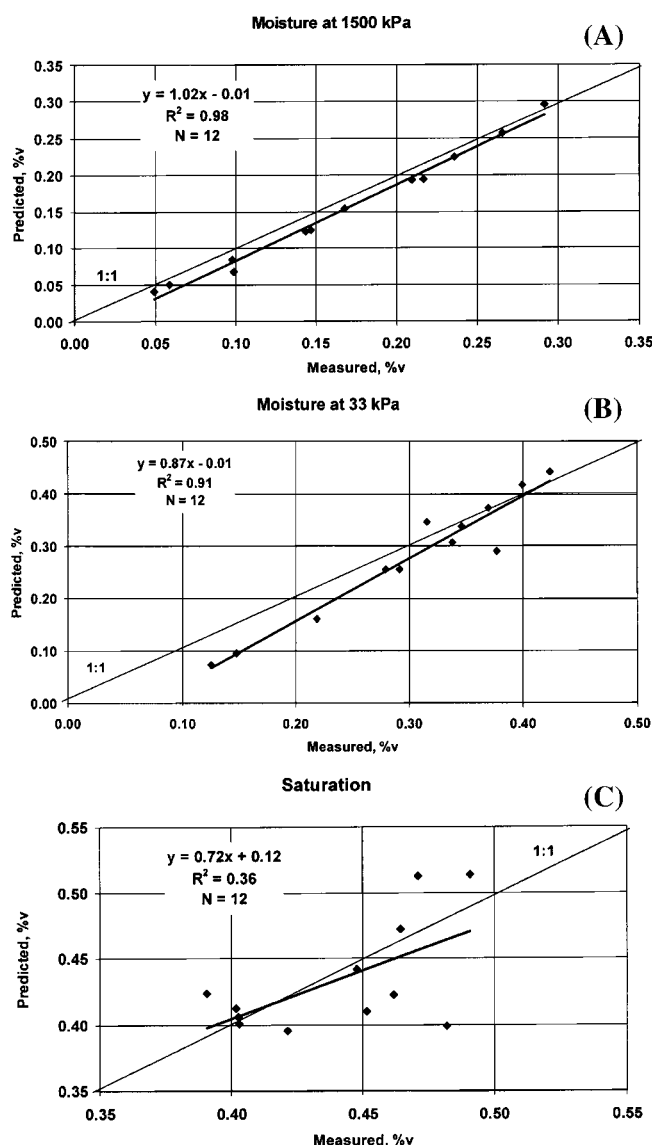 Moisture at 1500 kPa
(A)
0.35
0.30
0.25
0.20
0.15
0.10
0.05
0.00
Predicted, %v
y = 1.02x - 0.01
R² = 0.98
N = 12
1:1
0.00 0.05 0.10 0.15 0.20 0.25 0.30 0.35
Measured, %v
Moisture at 33 kPa
(B)
0.50
0.40
0.30
0.20
0.10
0.00
Predicted, %v
y = 0.87x - 0.01
R² = 0.91
N = 12
1:1
0.00 0.10 0.20 0.30 0.40 0.50
Measured, %v
Saturation
(C)
0.55
0.50
0.45
0.40
0.35
Predicted, %v
y = 0.72x + 0.12
R² = 0.36
N = 12
1:1
0.35 0.40 0.45 0.50 0.55
Measured, %v